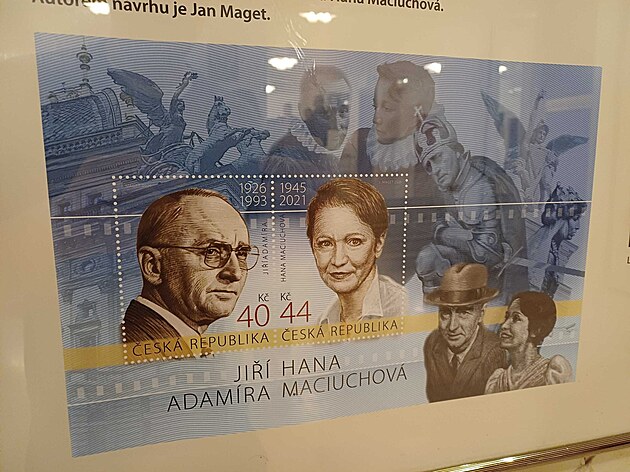 návrhu je Jan Maget.
Maciuchová.
1926
1993
JIŘÍ ADAMÍRA
1945
2021
HANA MACIUCHOVÁ
Kč
40
Kč
44
ČESKÁ REPUBLIKA
ČESKÁ REPUBLIKA
JIŘÍ HANA
ADAMÍRA MACIUCHOVÁ